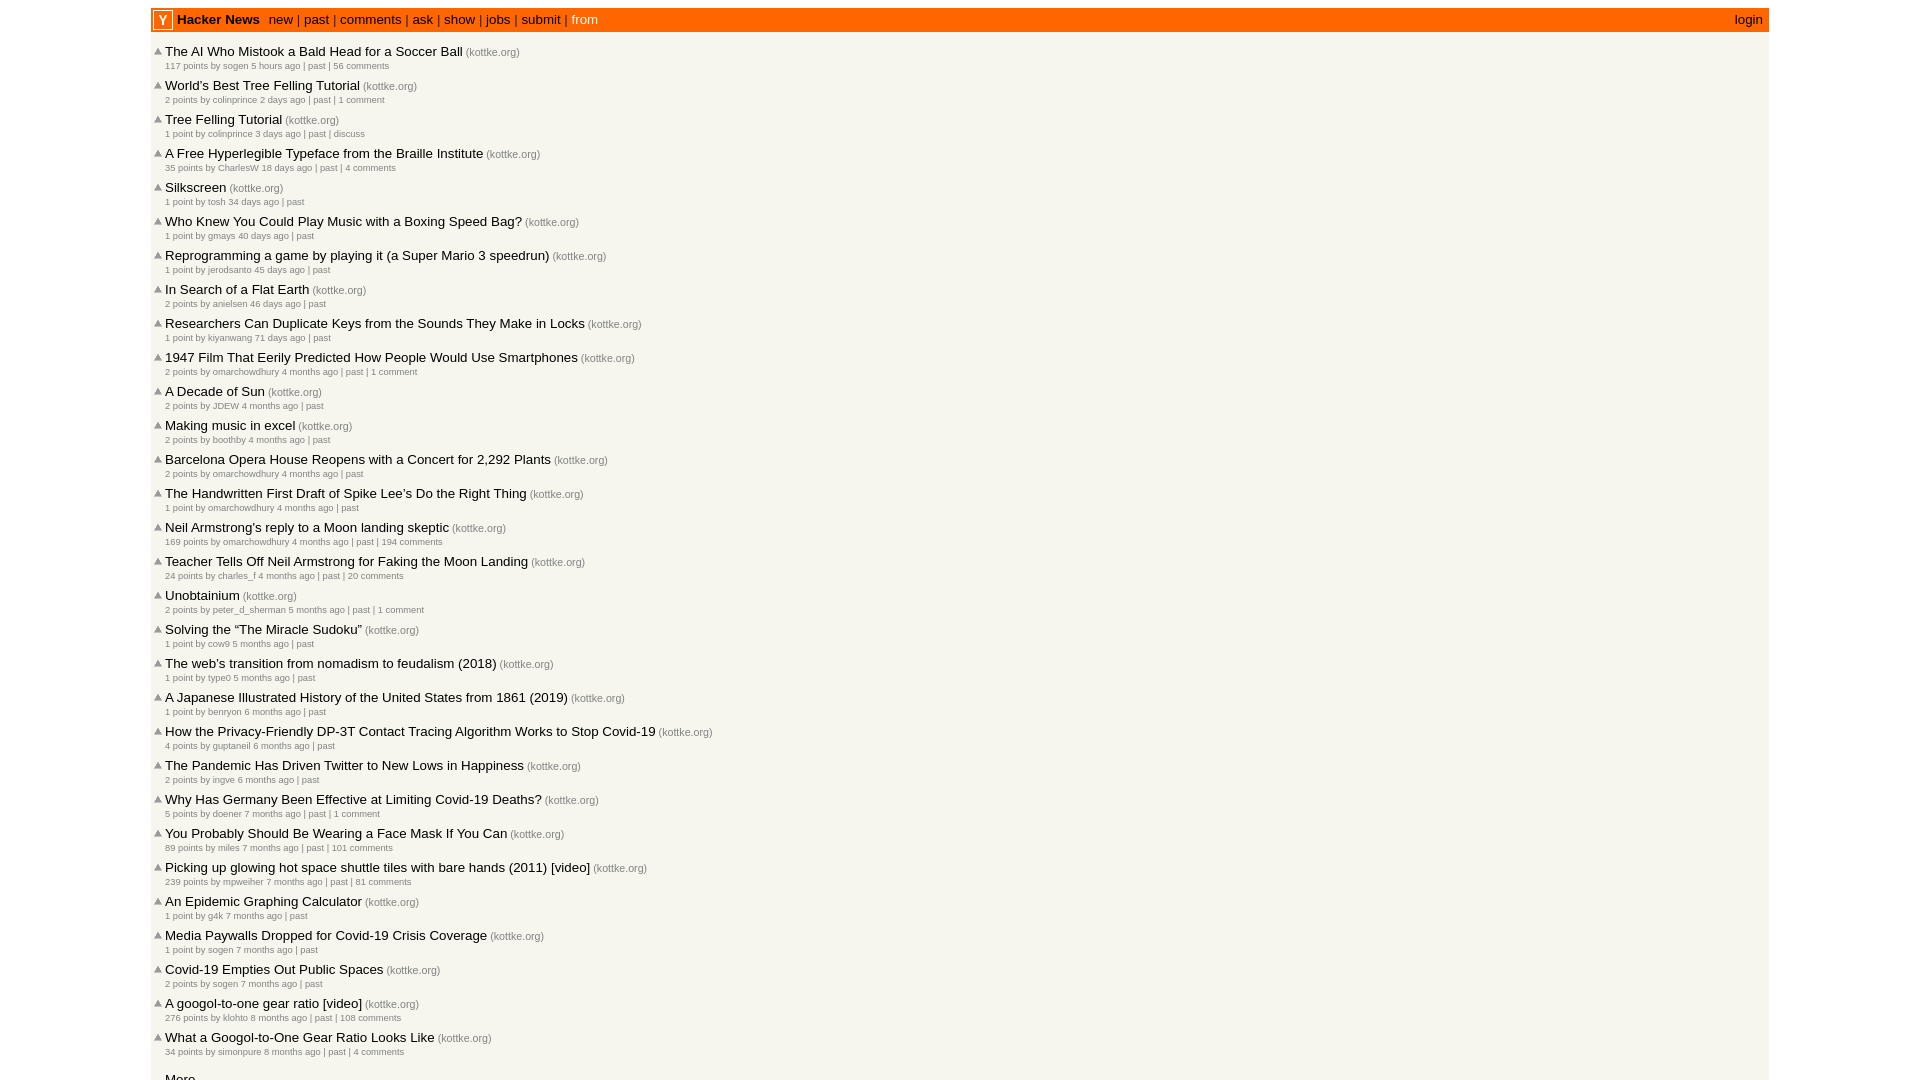 Y Hacker News new | past | comments | ask | show | jobs | submit | from login
The AI Who Mistook a Bald Head for a Soccer Ball (kottke.org)
117 points by sogen 5 hours ago | past | 56 comments
World’s Best Tree Felling Tutorial (kottke.org)
2 points by colinprince 2 days ago | past | 1 comment
Tree Felling Tutorial (kottke.org)
1 point by colinprince 3 days ago | past | discuss
A Free Hyperlegible Typeface from the Braille Institute (kottke.org)
35 points by CharlesW 18 days ago | past | 4 comments
Silkscreen (kottke.org)
1 point by tosh 34 days ago | past
Who Knew You Could Play Music with a Boxing Speed Bag? (kottke.org)
1 point by gmays 40 days ago | past
Reprogramming a game by playing it (a Super Mario 3 speedrun) (kottke.org)
1 point by jerodsanto 45 days ago | past
In Search of a Flat Earth (kottke.org)
2 points by anielsen 46 days ago | past
Researchers Can Duplicate Keys from the Sounds They Make in Locks (kottke.org)
1 point by kiyanwang 71 days ago | past
1947 Film That Eerily Predicted How People Would Use Smartphones (kottke.org)
2 points by omarchowdhury 4 months ago | past | 1 comment
A Decade of Sun (kottke.org)
2 points by JDEW 4 months ago | past
Making music in excel (kottke.org)
2 points by boothby 4 months ago | past
Barcelona Opera House Reopens with a Concert for 2,292 Plants (kottke.org)
2 points by omarchowdhury 4 months ago | past
The Handwritten First Draft of Spike Lee’s Do the Right Thing (kottke.org)
1 point by omarchowdhury 4 months ago | past
Neil Armstrong's reply to a Moon landing skeptic (kottke.org)
169 points by omarchowdhury 4 months ago | past | 194 comments
Teacher Tells Off Neil Armstrong for Faking the Moon Landing (kottke.org)
24 points by charles_f 4 months ago | past | 20 comments
Unobtainium (kottke.org)
2 points by peter_d_sherman 5 months ago | past | 1 comment
Solving the “The Miracle Sudoku” (kottke.org)
1 point by cow9 5 months ago | past
The web’s transition from nomadism to feudalism (2018) (kottke.org)
1 point by type0 5 months ago | past
A Japanese Illustrated History of the United States from 1861 (2019) (kottke.org)
1 point by benryon 6 months ago | past
How the Privacy-Friendly DP-3T Contact Tracing Algorithm Works to Stop Covid-19 (kottke.org)
4 points by guptaneil 6 months ago | past
The Pandemic Has Driven Twitter to New Lows in Happiness (kottke.org)
2 points by ingve 6 months ago | past
Why Has Germany Been Effective at Limiting Covid-19 Deaths? (kottke.org)
5 points by doener 7 months ago | past | 1 comment
You Probably Should Be Wearing a Face Mask If You Can (kottke.org)
89 points by miles 7 months ago | past | 101 comments
Picking up glowing hot space shuttle tiles with bare hands (2011) [video] (kottke.org)
239 points by mpweiher 7 months ago | past | 81 comments
An Epidemic Graphing Calculator (kottke.org)
1 point by g4k 7 months ago | past
Media Paywalls Dropped for Covid-19 Crisis Coverage (kottke.org)
1 point by sogen 7 months ago | past
Covid-19 Empties Out Public Spaces (kottke.org)
2 points by sogen 7 months ago | past
A googol-to-one gear ratio [video] (kottke.org)
276 points by klohto 8 months ago | past | 108 comments
What a Googol-to-One Gear Ratio Looks Like (kottke.org)
34 points by simonpure 8 months ago | past | 4 comments
More